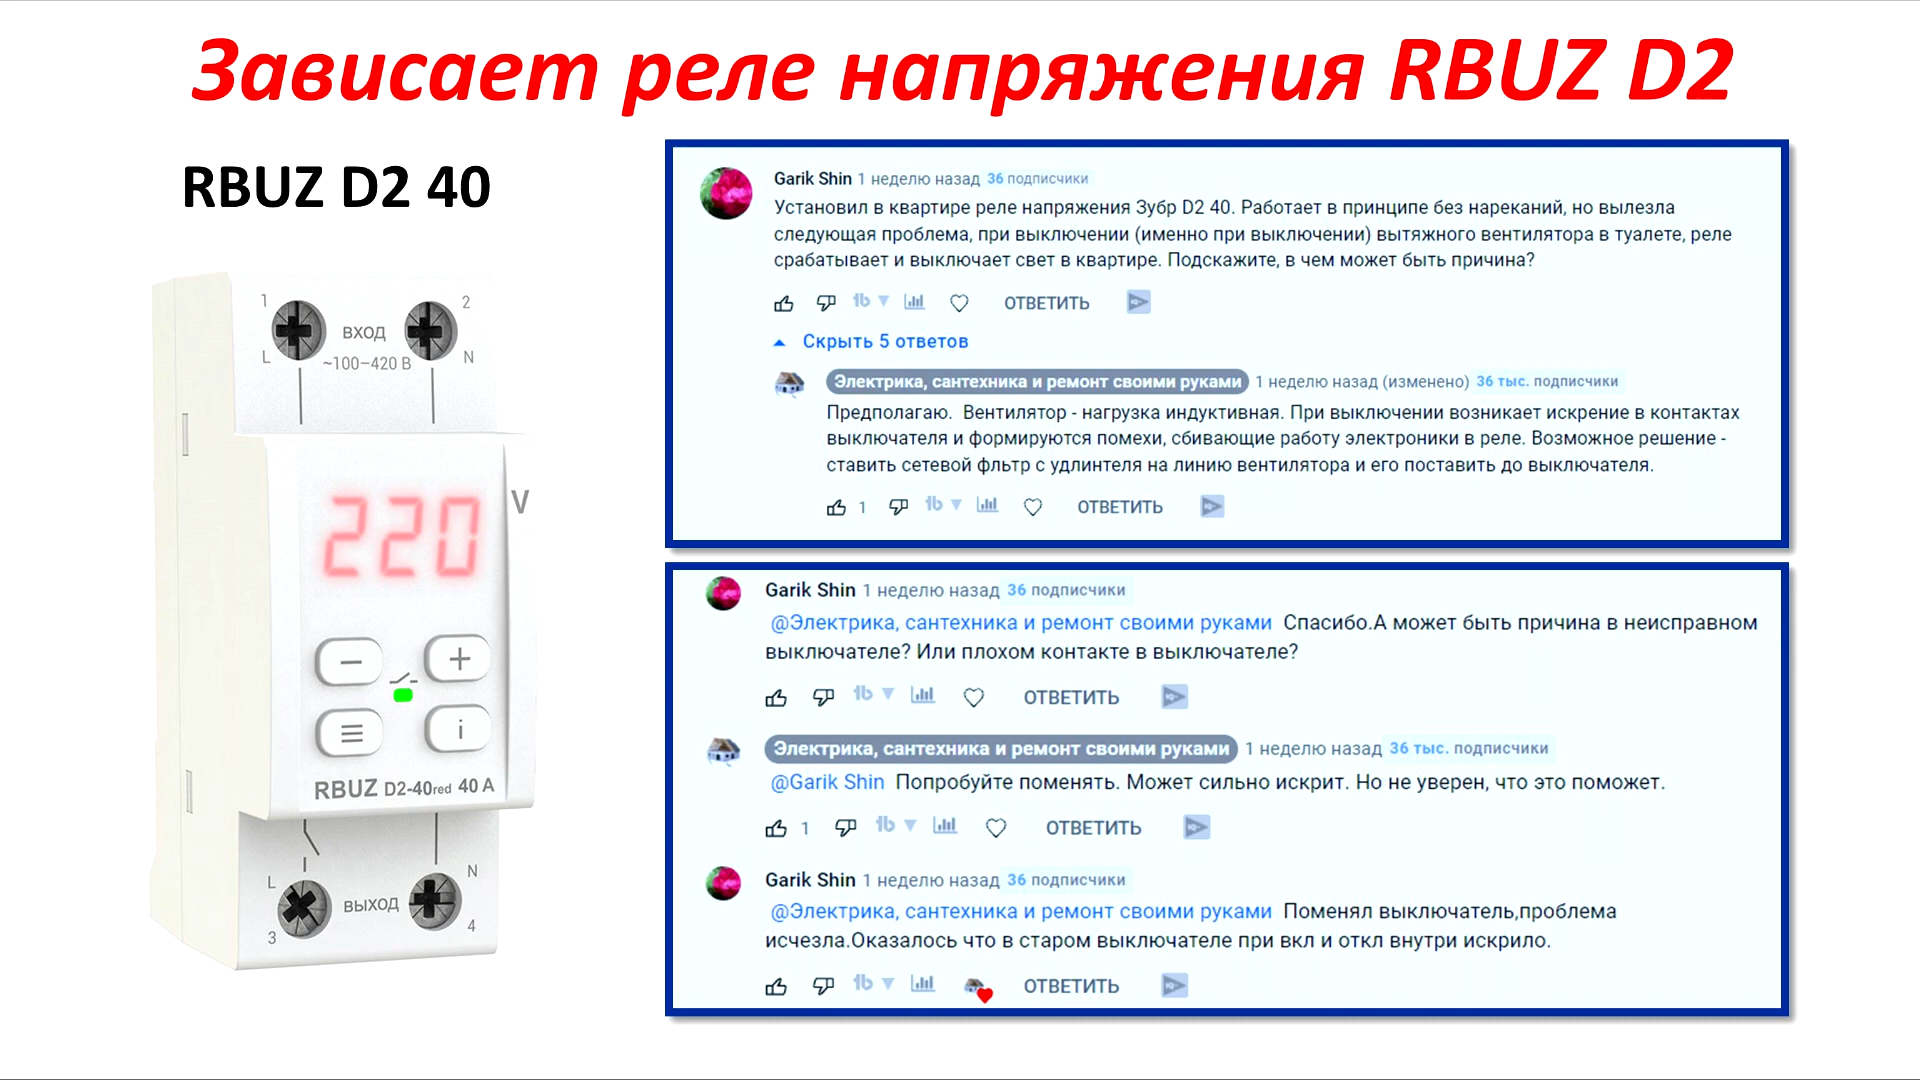 Зависает реле напряжения RBUZ D2
RBUZ D2 40
1
2
ВХОД
L
N
~100–420 В
220
V
−
+
≡
i
RBUZ D2-40red 40 A
L
N
ВЫХОД
3
4
Garik Shin 1 неделю назад 36 подписчики
Установил в квартире реле напряжения Зубр D2 40. Работает в принципе без нареканий, но вылезла
следующая проблема, при выключении (именно при выключении) вытяжного вентилятора в туалете, реле
срабатывает и выключает свет в квартире. Подскажите, в чем может быть причина?
ОТВЕТИТЬ
Скрыть 5 ответов
Электрика, сантехника и ремонт своими руками 1 неделю назад (изменено) 36 тыс. подписчики
Предполагаю. Вентилятор - нагрузка индуктивная. При выключении возникает искрение в контактах
выключателя и формируются помехи, сбивающие работу электроники в реле. Возможное решение -
ставить сетевой фльтр с удлинтеля на линию вентилятора и его поставить до выключателя.
1 ОТВЕТИТЬ
Garik Shin 1 неделю назад 36 подписчики
@Электрика, сантехника и ремонт своими руками Спасибо.А может быть причина в неисправном
выключателе? Или плохом контакте в выключателе?
ОТВЕТИТЬ
Электрика, сантехника и ремонт своими руками 1 неделю назад 36 тыс. подписчики
@Garik Shin Попробуйте поменять. Может сильно искрит. Но не уверен, что это поможет.
1 ОТВЕТИТЬ
Garik Shin 1 неделю назад 36 подписчики
@Электрика, сантехника и ремонт своими руками Поменял выключатель,проблема
исчезла.Оказалось что в старом выключателе при вкл и откл внутри искрило.
ОТВЕТИТЬ